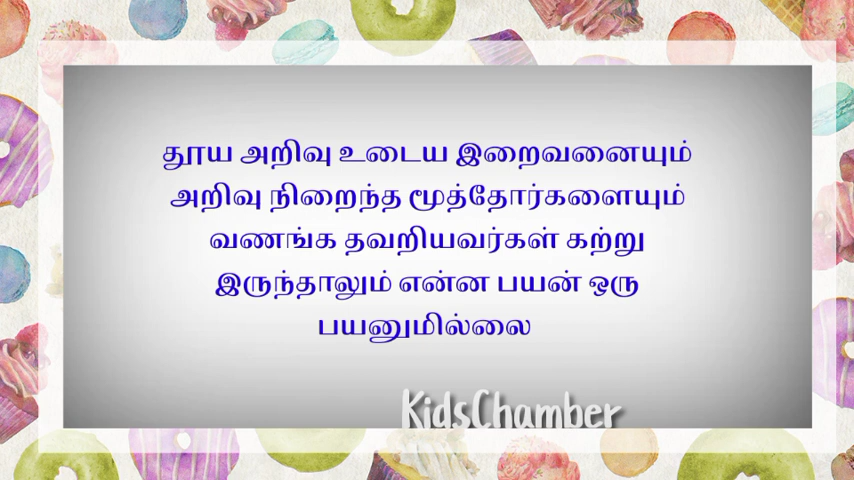 தூய அறிவு உடைய இறைவனையும்
அறிவு நிறைந்த மூத்தோர்களையும்
வணங்க தவறியவர்கள் கற்று
இருந்தாலும் என்ன பயன் ஒரு
பயனுமில்லை
KidsChamber